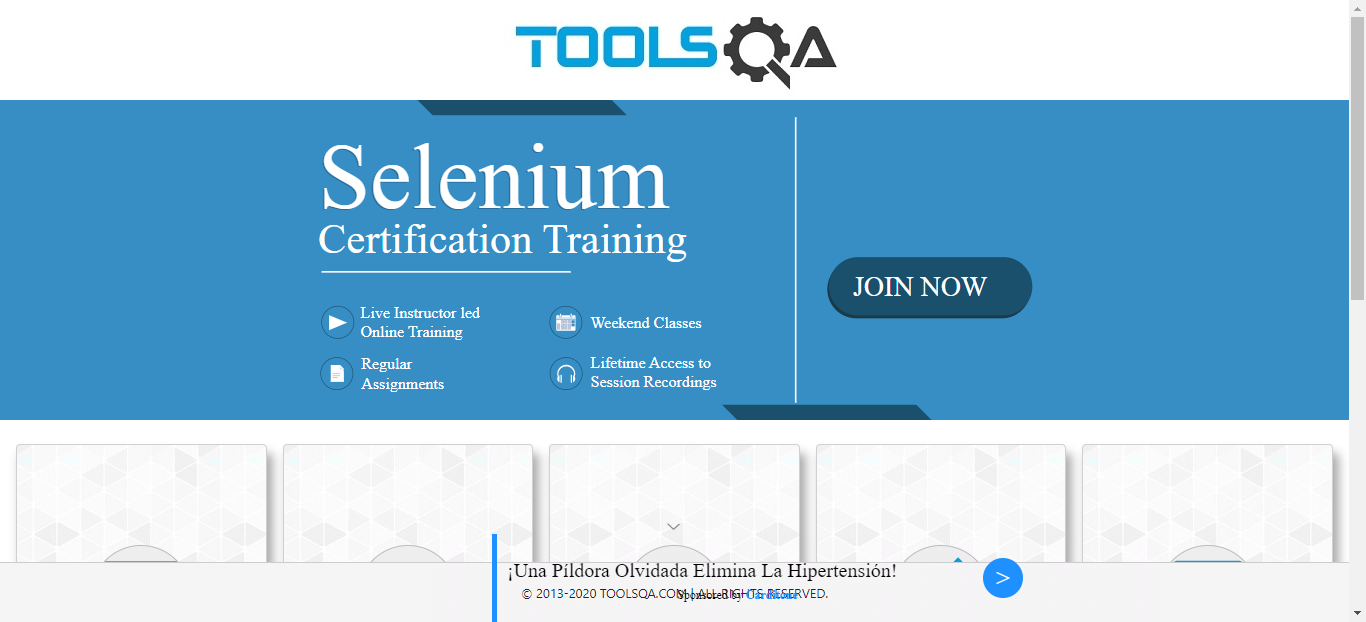 TOOLSQA
Selenium
Certification Training
Live Instructor led
Online Training
Weekend Classes
Regular
Assignments
Lifetime Access to
Session Recordings
JOIN NOW
¡Una Píldora Olvidada Elimina La Hipertensión!
© 2013-2020 TOOLSQA.COM | ALL RIGHTS RESERVED.
Sponsored by